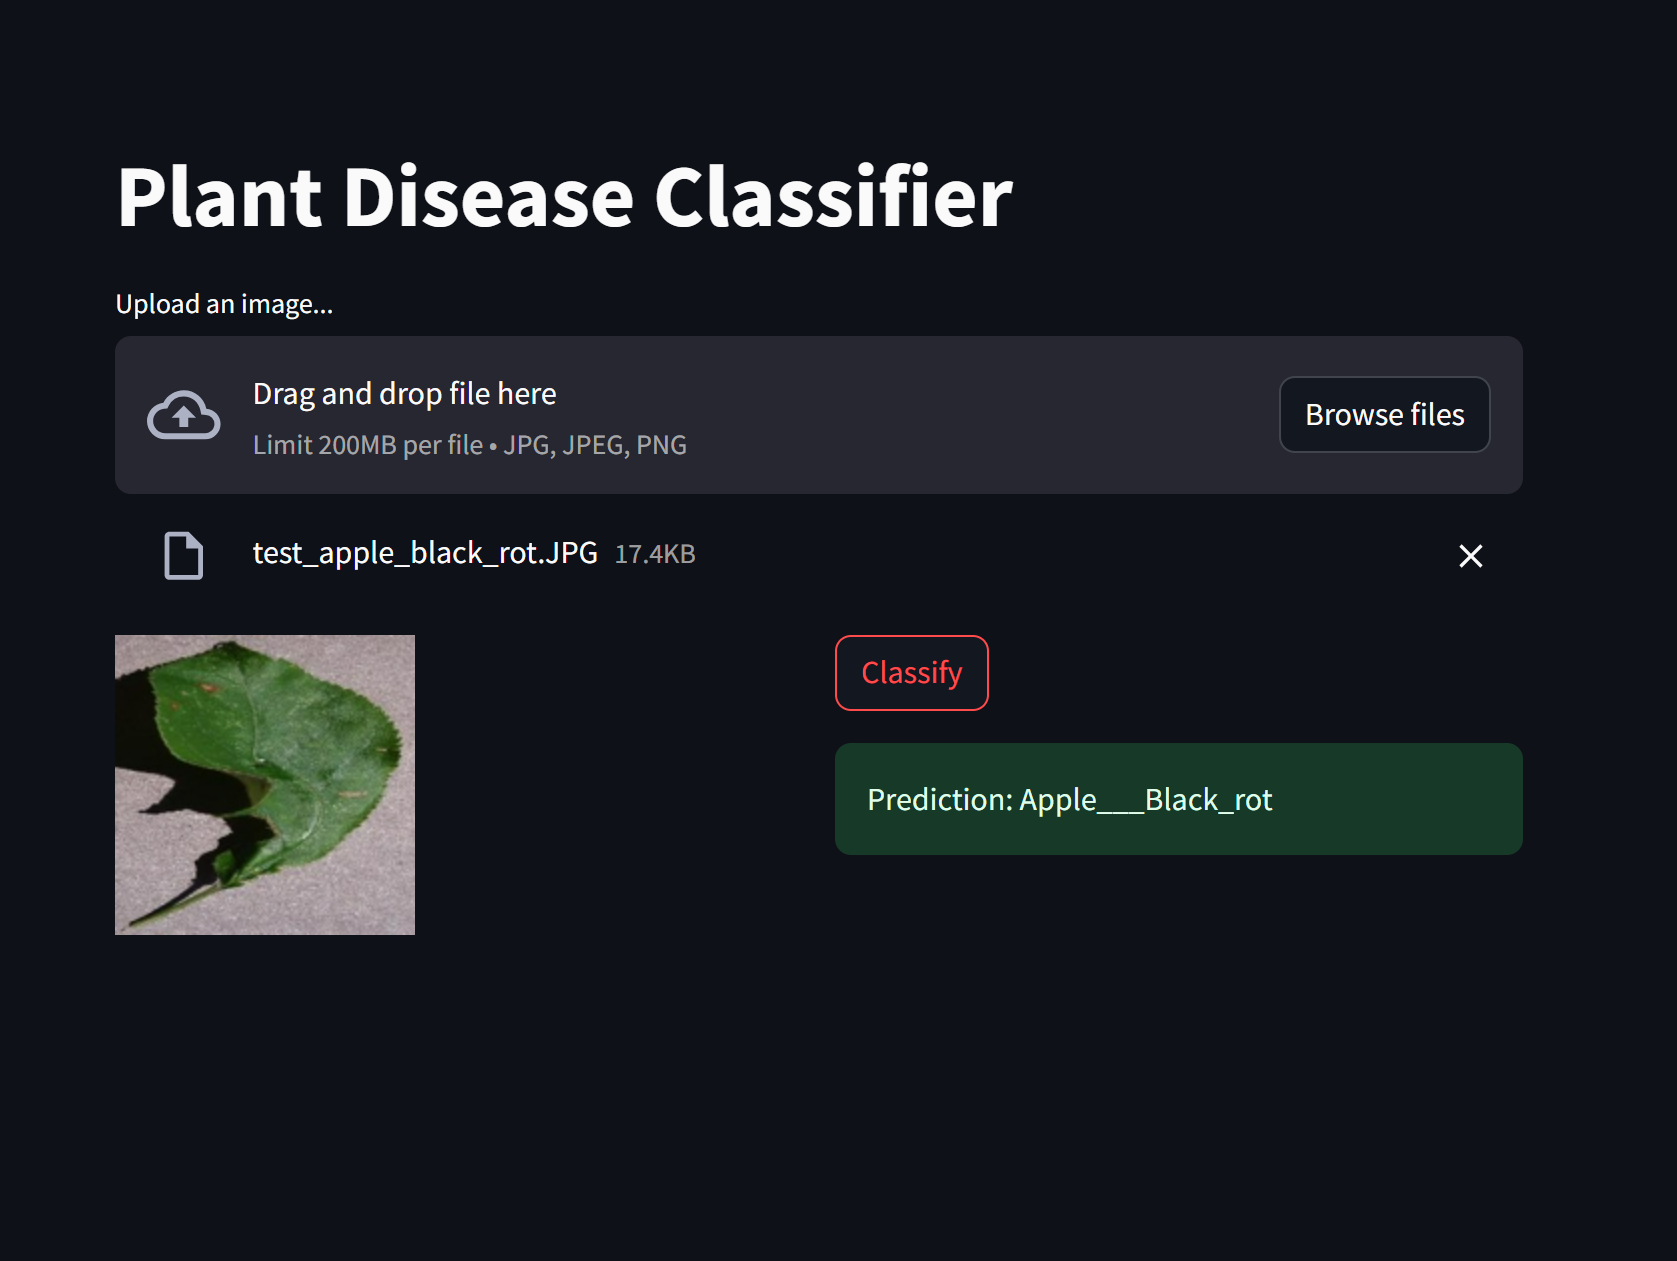 Plant Disease Classifier
Upload an image...
Drag and drop file here
Limit 200MB per file • JPG, JPEG, PNG
Browse files
test_apple_black_rot.JPG 17.4KB
Classify
Prediction: Apple___Black_rot